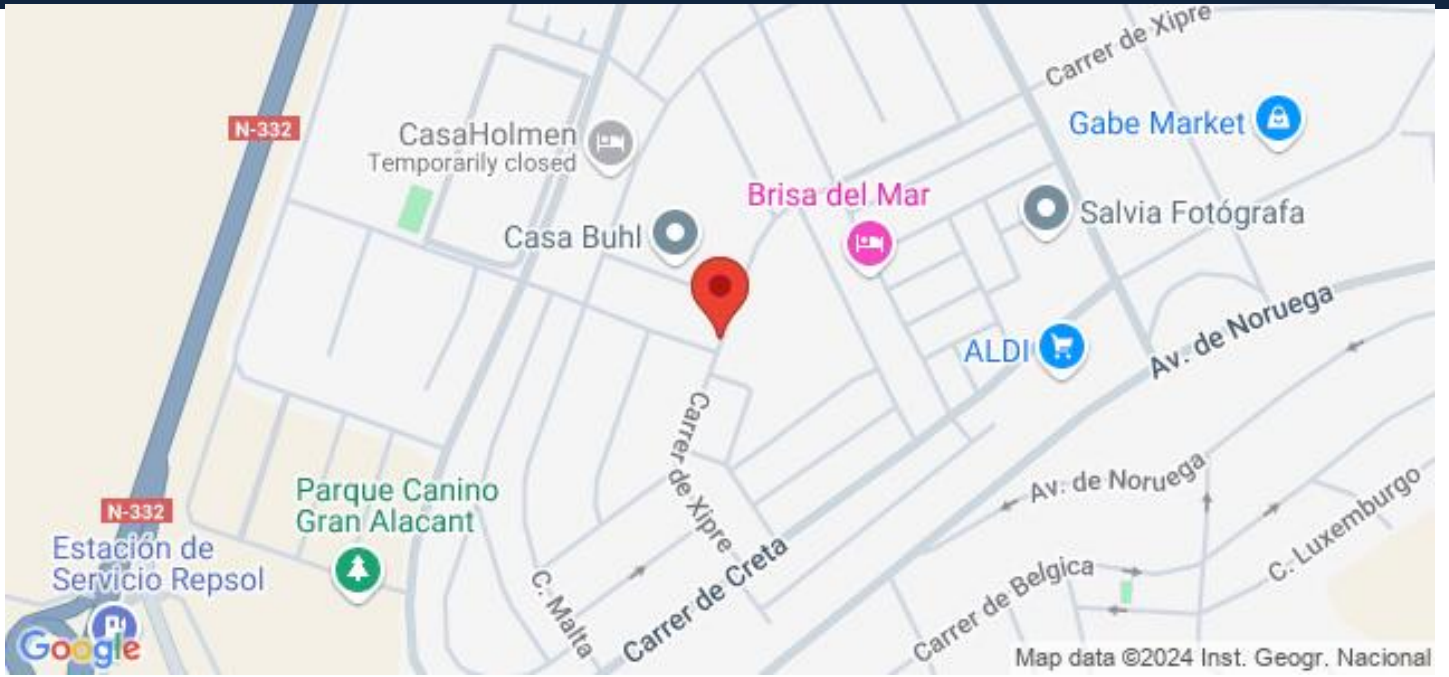 Carrer de Xipre
N-332
CasaHolmen
Temporarily closed
Gabe Market
Brisa del Mar
Salvia Fotógrafa
Casa Buhl
Av. de Noruega
ALDI
Carrer de Xipre
Av. de Noruega
C. Luxemburgo
Parque Canino
Gran Alacant
N-332
Estación de
Servicio Repsol
Carrer de Creta
Carrer de Belgica
C. Malta
Google
Map data ©2024 Inst. Geogr. Nacional